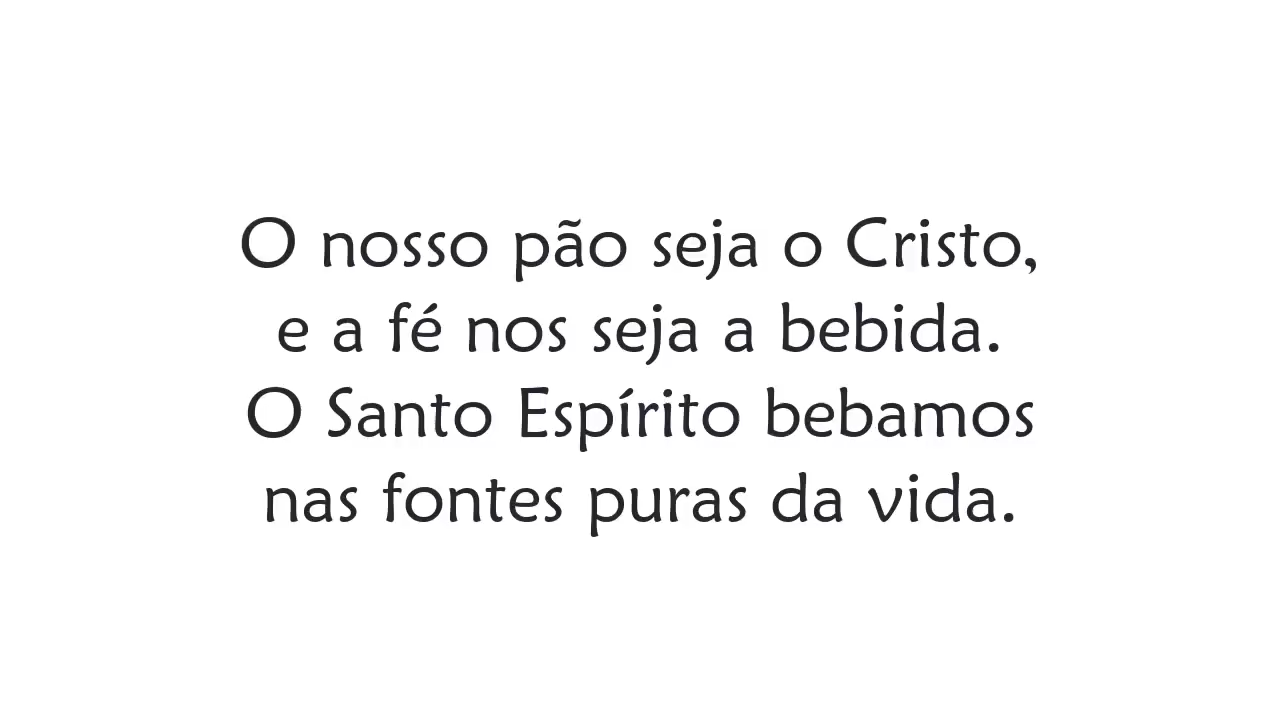 O nosso pão seja o Cristo,
e a fé nos seja a bebida.
O Santo Espírito bebamos
nas fontes puras da vida.